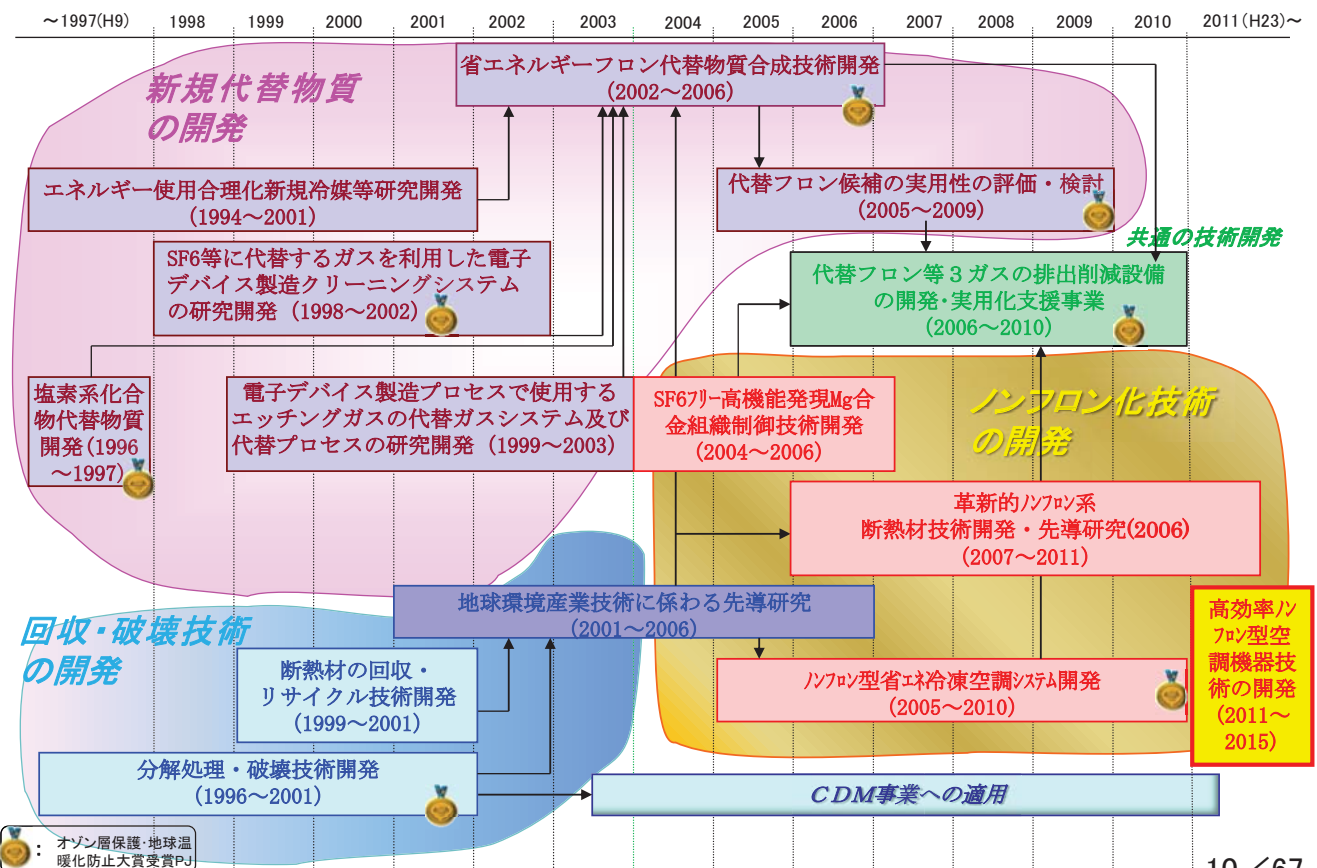 ～1997(H9) 1998 1999 2000 2001 2002 2003 2004 2005 2006 2007 2008 2009 2010 2011(H23)～
新規代替物質
の開発
省エネルギーフロン代替物質合成技術開発
(2002～2006)
エネルギー使用合理化新規冷媒等研究開発
(1994～2001)
代替フロン候補の実用性の評価・検討
(2005～2009)
共通の技術開発
SF6等に代替するガスを利用した電子
デバイス製造クリーニングシステム
の研究開発 (1998～2002)
代替フロン等３ガスの排出削減設備
の開発・実用化支援事業
(2006～2010)
塩素系化合
物代替物質
開発(1996
～1997)
電子デバイス製造プロセスで使用する
エッチングガスの代替ガスシステム及び
代替プロセスの研究開発 (1999～2003)
SF6フリー高機能発現Mg合
金組織制御技術開発
(2004～2006)
ノンフロン化技術
の開発
革新的ﾉﾝﾌﾛﾝ系
断熱材技術開発・先導研究(2006)
(2007～2011)
地球環境産業技術に係わる先導研究
(2001～2006)
回収・破壊技術
の開発
断熱材の回収・
リサイクル技術開発
(1999～2001)
ﾉﾝﾌﾛﾝ型省ｴﾈ冷凍空調ｼｽﾃﾑ開発
(2005～2010)
高効率ﾉﾝ
ﾌﾛﾝ型空
調機器技
術の開発
(2011～
2015)
分解処理・破壊技術開発
(1996～2001)
ＣＤＭ事業への適用
： オゾン層保護・地球温
暖化防止大賞受賞PJ